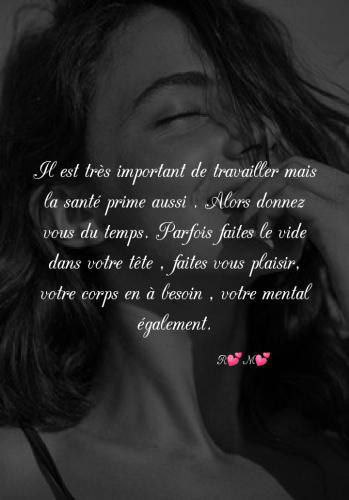 Il est très important de travailler mais
la santé prime aussi . Alors donnez
vous du temps. Parfois faites le vide
dans votre tête , faites vous plaisir,
votre corps en à besoin , votre mental
également.
R💕 N💕